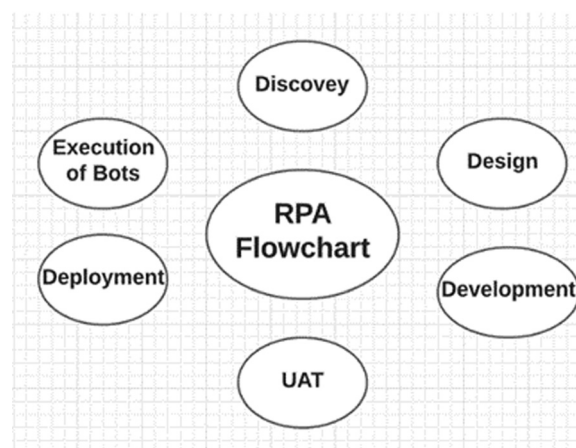 Discovey
Execution
of Bots
Design
RPA
Flowchart
Deployment
Development
UAT